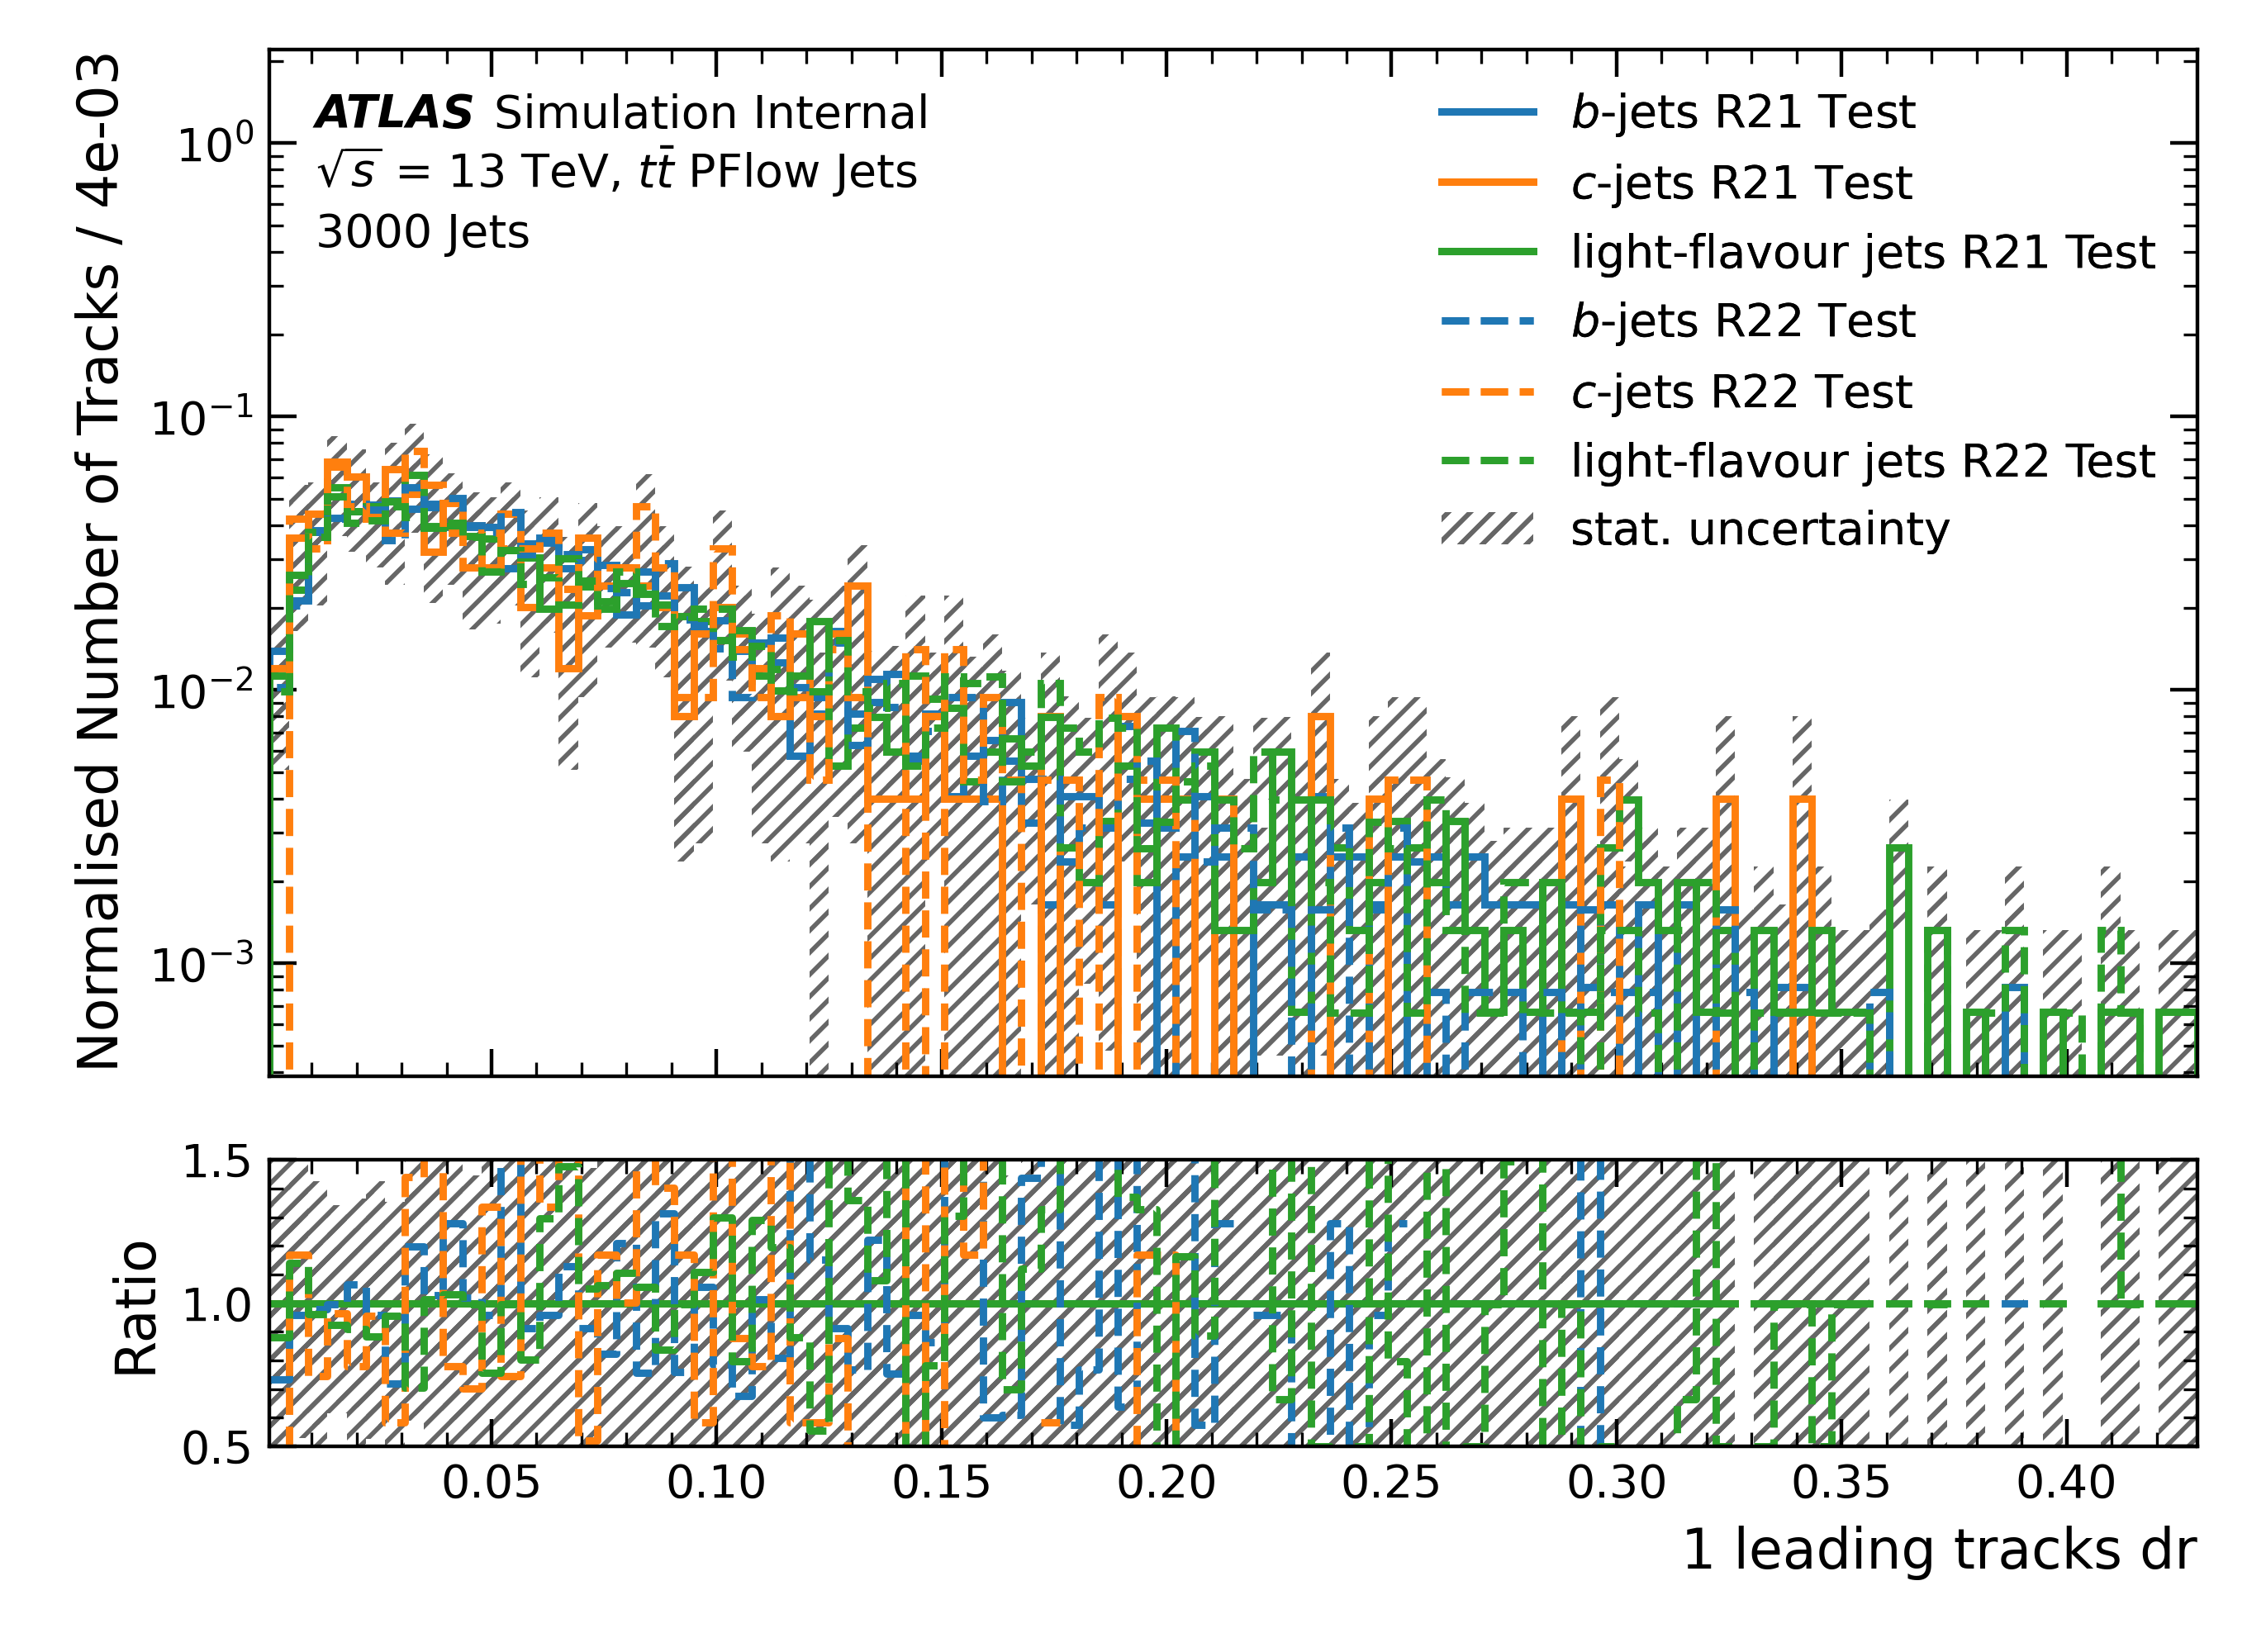 Normalised Number of Tracks / 4e-03
10⁰
10⁻¹
10⁻²
10⁻³
ATLAS Simulation Internal
√s = 13 TeV, tt̄ PFlow Jets
3000 Jets
b-jets R21 Test
c-jets R21 Test
light-flavour jets R21 Test
b-jets R22 Test
c-jets R22 Test
light-flavour jets R22 Test
stat. uncertainty
Ratio
1.5
1.0
0.5
0.05 0.10 0.15 0.20 0.25 0.30 0.35 0.40
1 leading tracks dr